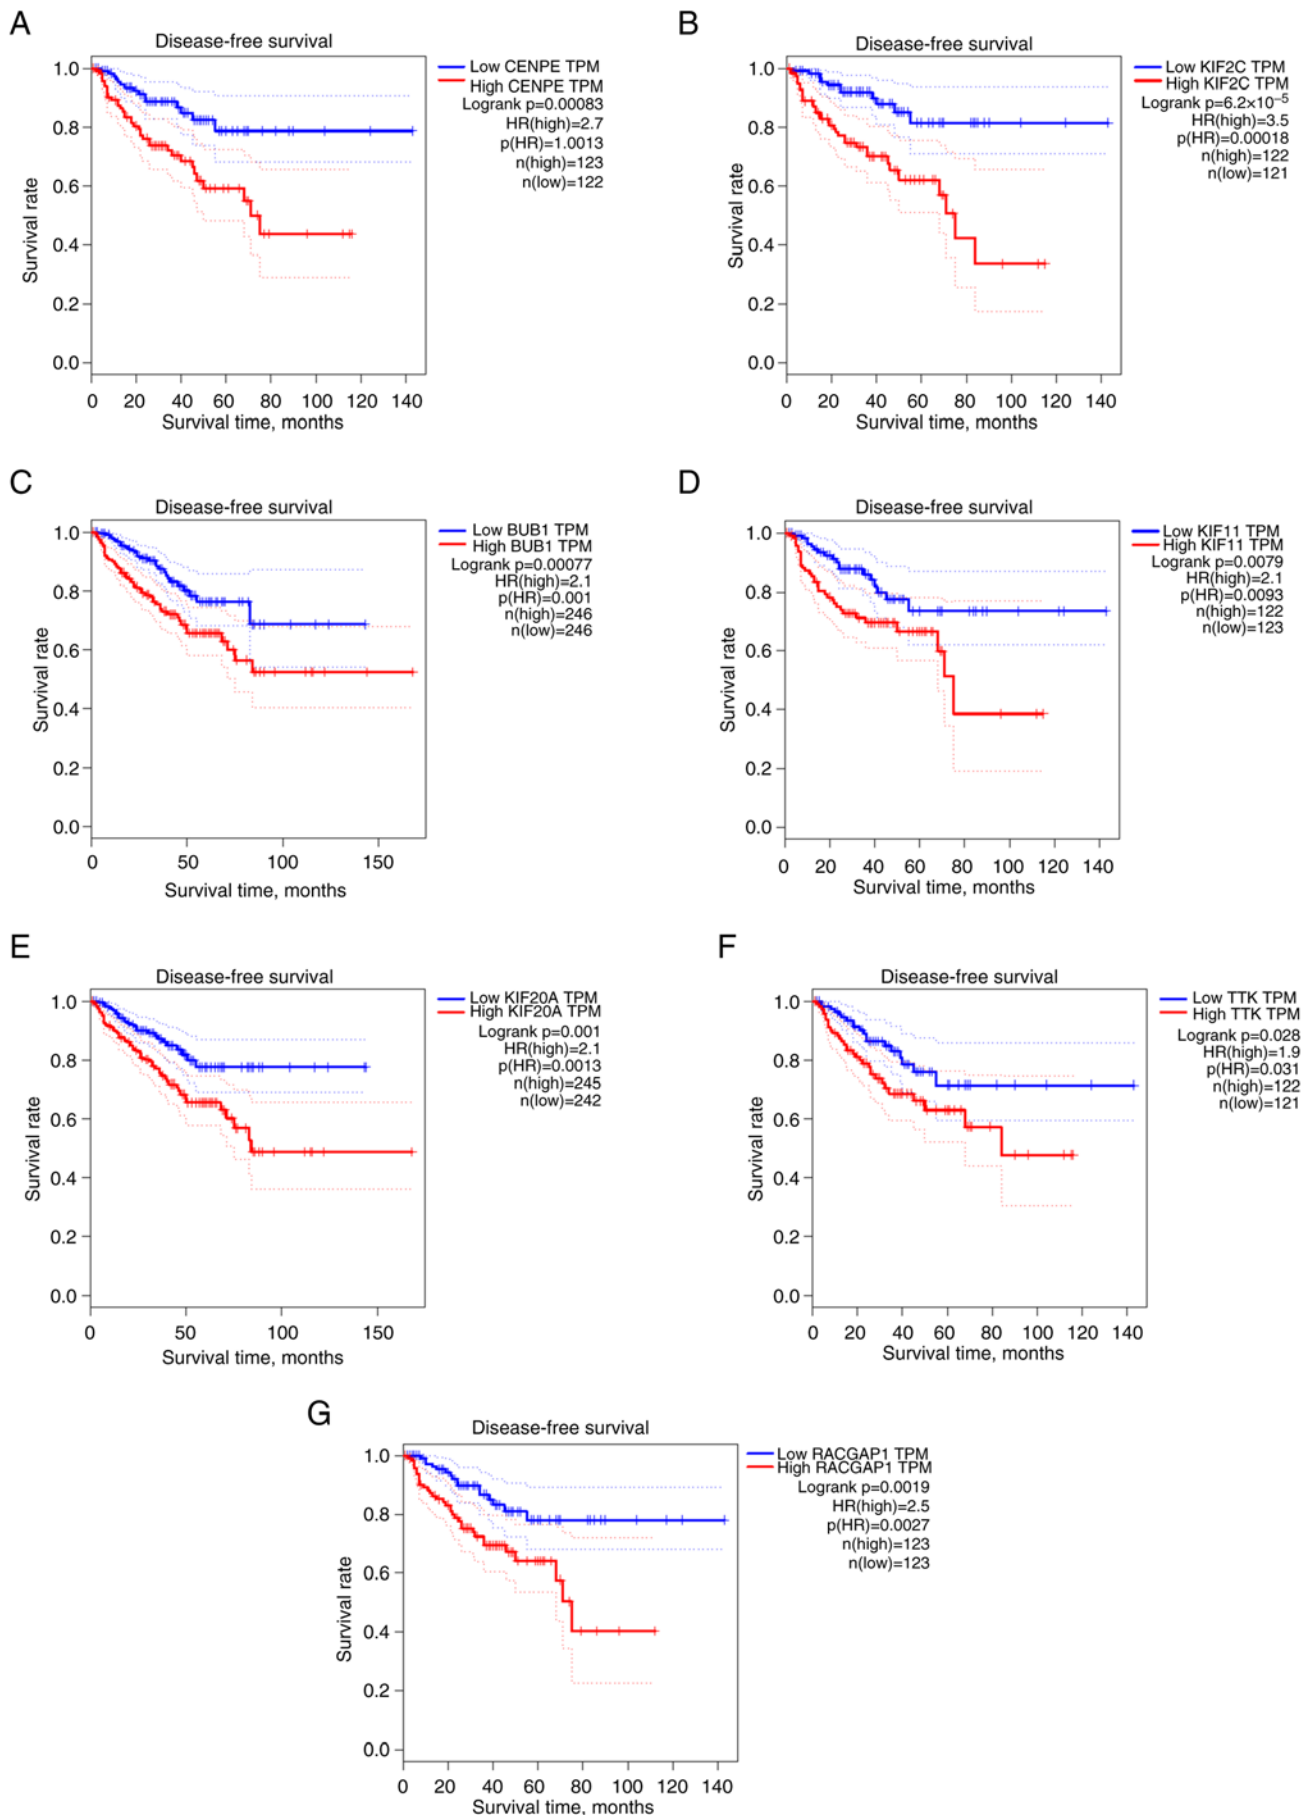 A
Disease-free survival
Low CENPE TPM
High CENPE TPM
Logrank p=0.00083
HR(high)=2.7
p(HR)=1.0013
n(high)=123
n(low)=122
1.0
0.8
0.6
0.4
0.2
0.0
Survival rate
0 20 40 60 80 100 120 140
Survival time, months
B
Disease-free survival
Low KIF2C TPM
High KIF2C TPM
Logrank p=6.2×10⁻⁵
HR(high)=3.5
p(HR)=0.00018
n(high)=122
n(low)=121
1.0
0.8
0.6
0.4
0.2
0.0
Survival rate
0 20 40 60 80 100 120 140
Survival time, months
C
Disease-free survival
Low BUB1 TPM
High BUB1 TPM
Logrank p=0.00077
HR(high)=2.1
p(HR)=0.001
n(high)=246
n(low)=246
1.0
0.8
0.6
0.4
0.2
0.0
Survival rate
0 50 100 150
Survival time, months
D
Disease-free survival
Low KIF11 TPM
High KIF11 TPM
Logrank p=0.0079
HR(high)=2.1
p(HR)=0.0093
n(high)=122
n(low)=123
1.0
0.8
0.6
0.4
0.2
0.0
Survival rate
0 20 40 60 80 100 120 140
Survival time, months
E
Disease-free survival
Low KIF20A TPM
High KIF20A TPM
Logrank p=0.001
HR(high)=2.1
p(HR)=0.0013
n(high)=245
n(low)=242
1.0
0.8
0.6
0.4
0.2
0.0
Survival rate
0 50 100 150
Survival time, months
F
Disease-free survival
Low TTK TPM
High TTK TPM
Logrank p=0.028
HR(high)=1.9
p(HR)=0.031
n(high)=122
n(low)=121
1.0
0.8
0.6
0.4
0.2
0.0
Survival rate
0 20 40 60 80 100 120 140
Survival time, months
G
Disease-free survival
Low RACGAP1 TPM
High RACGAP1 TPM
Logrank p=0.0019
HR(high)=2.5
p(HR)=0.0027
n(high)=123
n(low)=123
1.0
0.8
0.6
0.4
0.2
0.0
Survival rate
0 20 40 60 80 100 120 140
Survival time, months